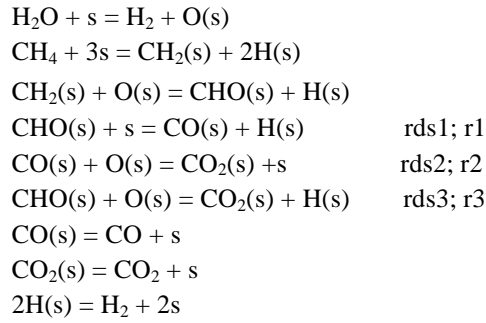 H₂O + s = H₂ + O(s)
CH₄ + 3s = CH₂(s) + 2H(s)
CH₂(s) + O(s) = CHO(s) + H(s)
CHO(s) + s = CO(s) + H(s) rds1; r1
CO(s) + O(s) = CO₂(s) +s rds2; r2
CHO(s) + O(s) = CO₂(s) + H(s) rds3; r3
CO(s) = CO + s
CO₂(s) = CO₂ + s
2H(s) = H₂ + 2s